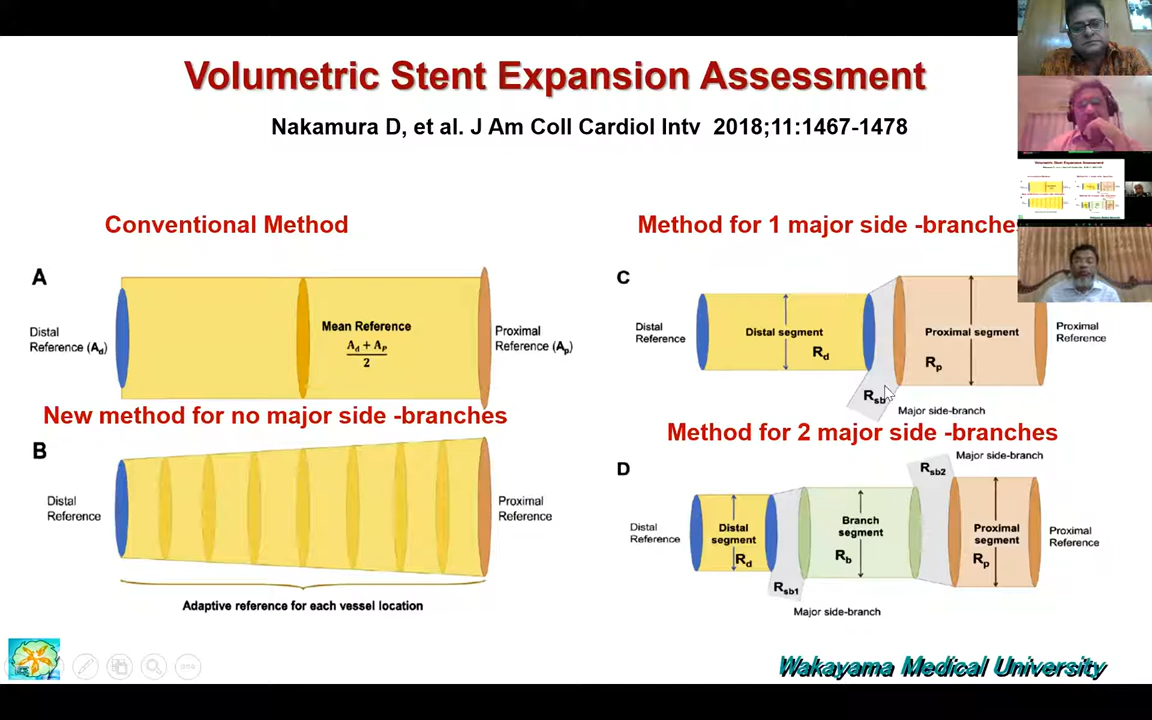 Volumetric Stent Expansion Assessment
Nakamura D, et al. J Am Coll Cardiol Intv 2018;11:1467-1478
Conventional Method
A
Distal
Reference (Ad)
Mean Reference
Ad + AP
2
Proximal
Reference (Ap)
New method for no major side -branches
B
Distal
Reference
Proximal
Reference
Adaptive reference for each vessel location
Method for 1 major side -branches
C
Distal
Reference
Distal segment
Rd
Proximal segment
Rp
Proximal
Reference
Rsb
Major side-branch
Method for 2 major side -branches
D
Major side-branch
Rsb2
Distal
Reference
Distal
segment
Rd
Branch
segment
Rb
Proximal
segment
Rp
Proximal
Reference
Rsb1
Major side-branch
Wakayama Medical University